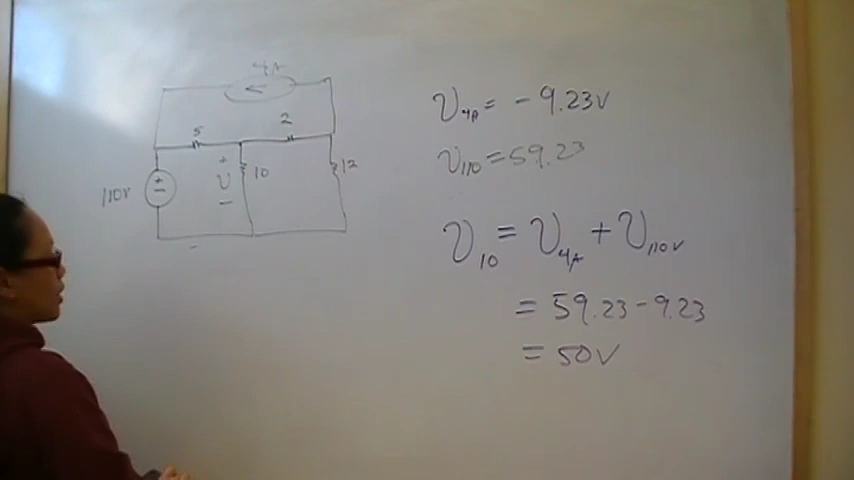 4A
5 2
110V + - + V - 10 12
V4A = - 9.23V
V110 = 59.23
V10 = V4A + V110V
= 59.23 - 9.23
= 50V